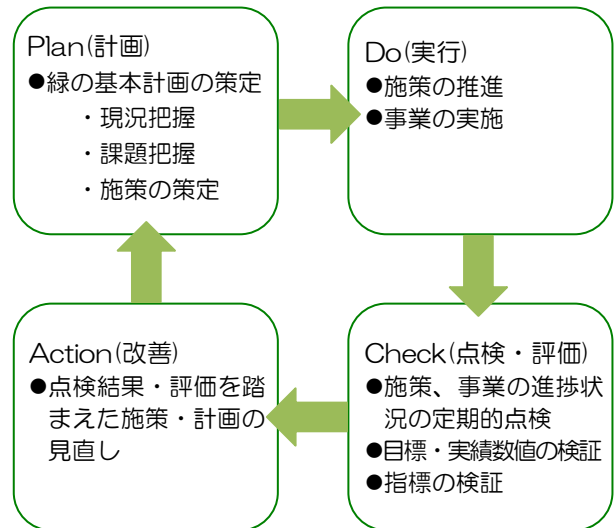 Plan(計画)
●緑の基本計画の策定
・現況把握
・課題把握
・施策の策定
Do(実行)
●施策の推進
●事業の実施
Action(改善)
●点検結果・評価を踏
まえた施策・計画の
見直し
Check(点検・評価)
●施策、事業の進捗状
況の定期的点検
●目標・実績数値の検証
●指標の検証